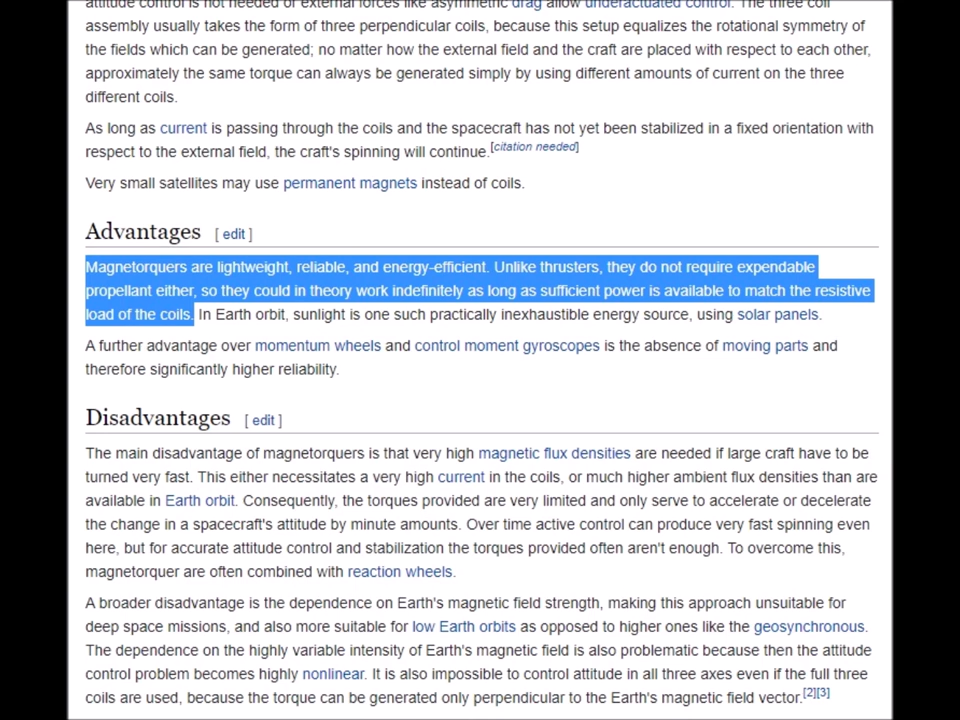 attitude control is not needed or external forces like asymmetric drag allow underactuated control. The three coil
assembly usually takes the form of three perpendicular coils, because this setup equalizes the rotational symmetry of
the fields which can be generated; no matter how the external field and the craft are placed with respect to each other,
approximately the same torque can always be generated simply by using different amounts of current on the three
different coils.
As long as current is passing through the coils and the spacecraft has not yet been stabilized in a fixed orientation with
respect to the external field, the craft's spinning will continue.[citation needed]
Very small satellites may use permanent magnets instead of coils.
Advantages [ edit ]
Magnetorquers are lightweight, reliable, and energy-efficient. Unlike thrusters, they do not require expendable
propellant either, so they could in theory work indefinitely as long as sufficient power is available to match the resistive
load of the coils. In Earth orbit, sunlight is one such practically inexhaustible energy source, using solar panels.
A further advantage over momentum wheels and control moment gyroscopes is the absence of moving parts and
therefore significantly higher reliability.
Disadvantages [ edit ]
The main disadvantage of magnetorquers is that very high magnetic flux densities are needed if large craft have to be
turned very fast. This either necessitates a very high current in the coils, or much higher ambient flux densities than are
available in Earth orbit. Consequently, the torques provided are very limited and only serve to accelerate or decelerate
the change in a spacecraft's attitude by minute amounts. Over time active control can produce very fast spinning even
here, but for accurate attitude control and stabilization the torques provided often aren't enough. To overcome this,
magnetorquer are often combined with reaction wheels.
A broader disadvantage is the dependence on Earth's magnetic field strength, making this approach unsuitable for
deep space missions, and also more suitable for low Earth orbits as opposed to higher ones like the geosynchronous.
The dependence on the highly variable intensity of Earth's magnetic field is also problematic because then the attitude
control problem becomes highly nonlinear. It is also impossible to control attitude in all three axes even if the full three
coils are used, because the torque can be generated only perpendicular to the Earth's magnetic field vector.[2][3]